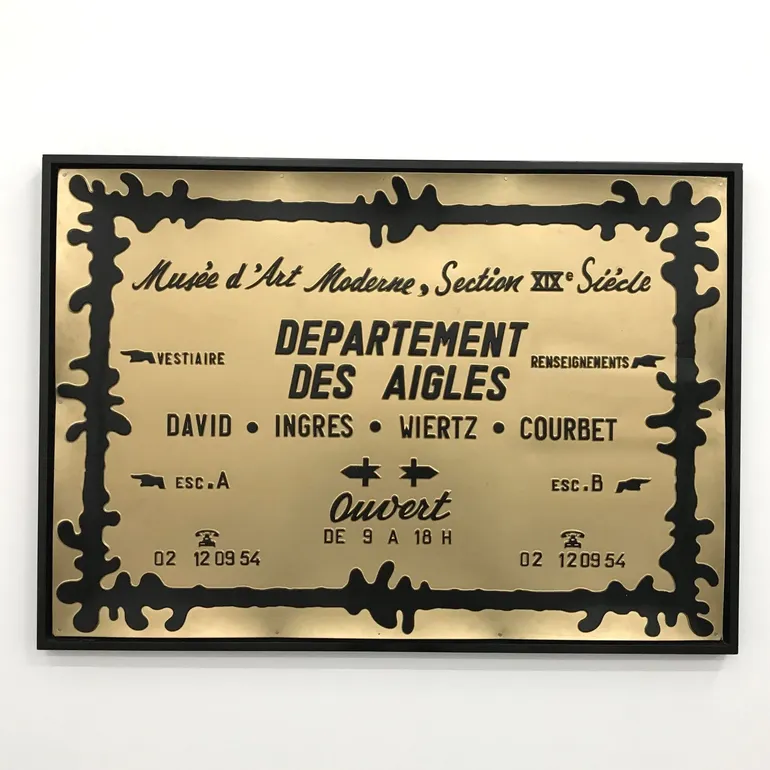 Musée d'Art Moderne, Section XIXe Siècle
DEPARTEMENT
VESTIAIRE
RENSEIGNEMENTS
DES AIGLES
DAVID • INGRES • WIERTZ • COURBET
ESC.A
ESC.B
Ouvert
DE 9 A 18 H
02 12 09 54
02 12 09 54